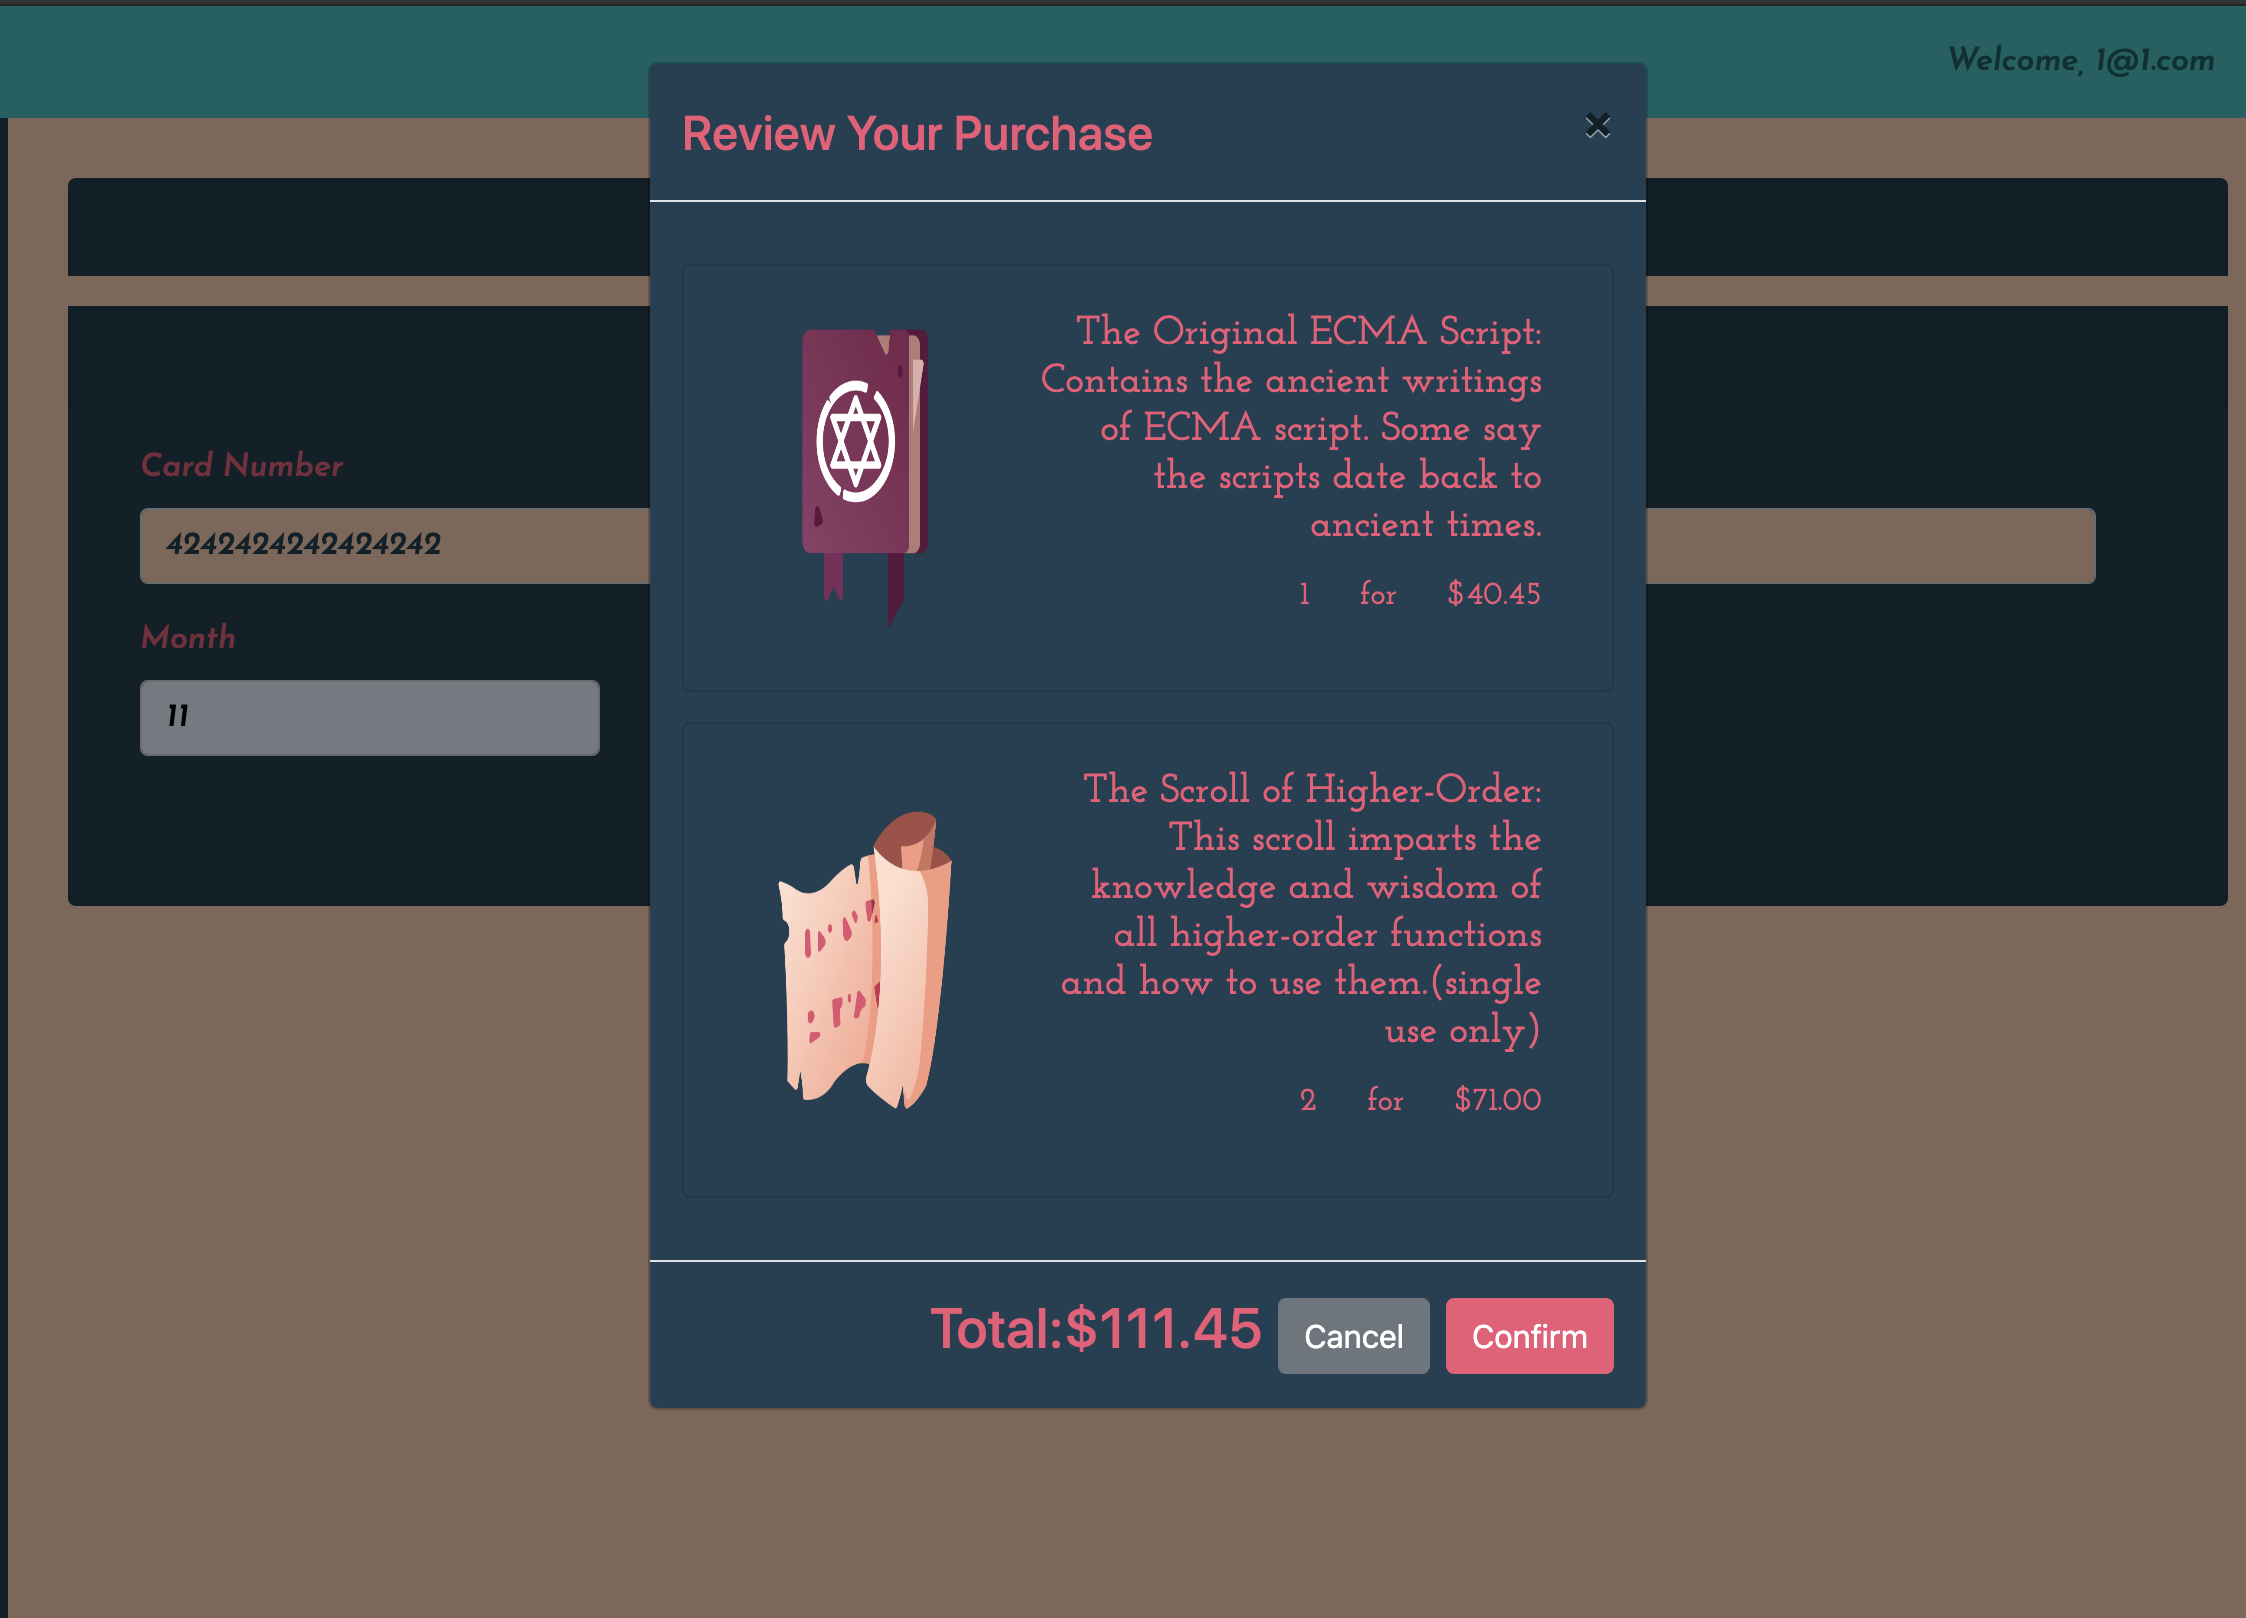 Welcome, 1@1.com
Review Your Purchase
×
The Original ECMA Script:
Contains the ancient writings
of ECMA script. Some say
the scripts date back to
ancient times.
1 for $40.45
Card Number
4242424242424242
Month
11
The Scroll of Higher-Order:
This scroll imparts the
knowledge and wisdom of
all higher-order functions
and how to use them.(single
use only)
2 for $71.00
Total:$111.45 Cancel Confirm